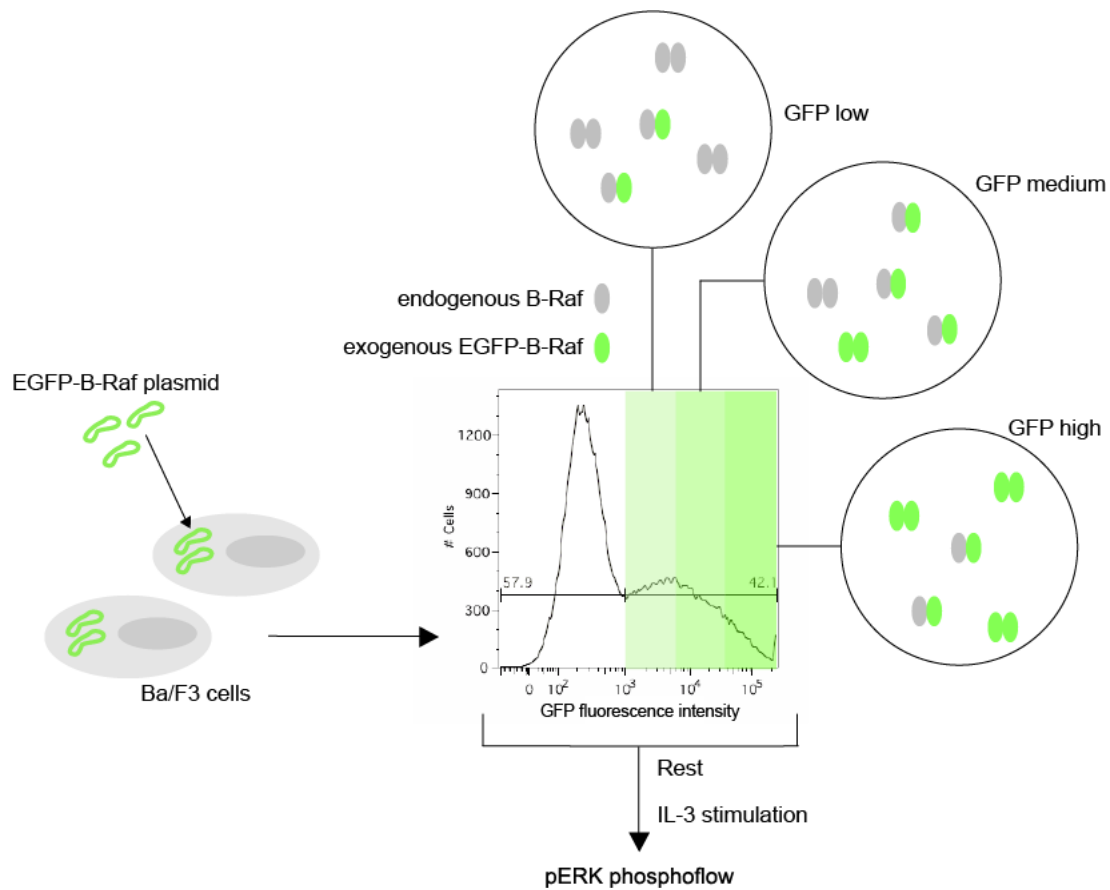 GFP low
GFP medium
endogenous B-Raf
exogenous EGFP-B-Raf
EGFP-B-Raf plasmid
GFP high
1200
900
# Cells
600
57.9
42.1
300
0
0 10² 10³ 10⁴ 10⁵
GFP fluorescence intensity
Ba/F3 cells
Rest
IL-3 stimulation
pERK phosphoflow